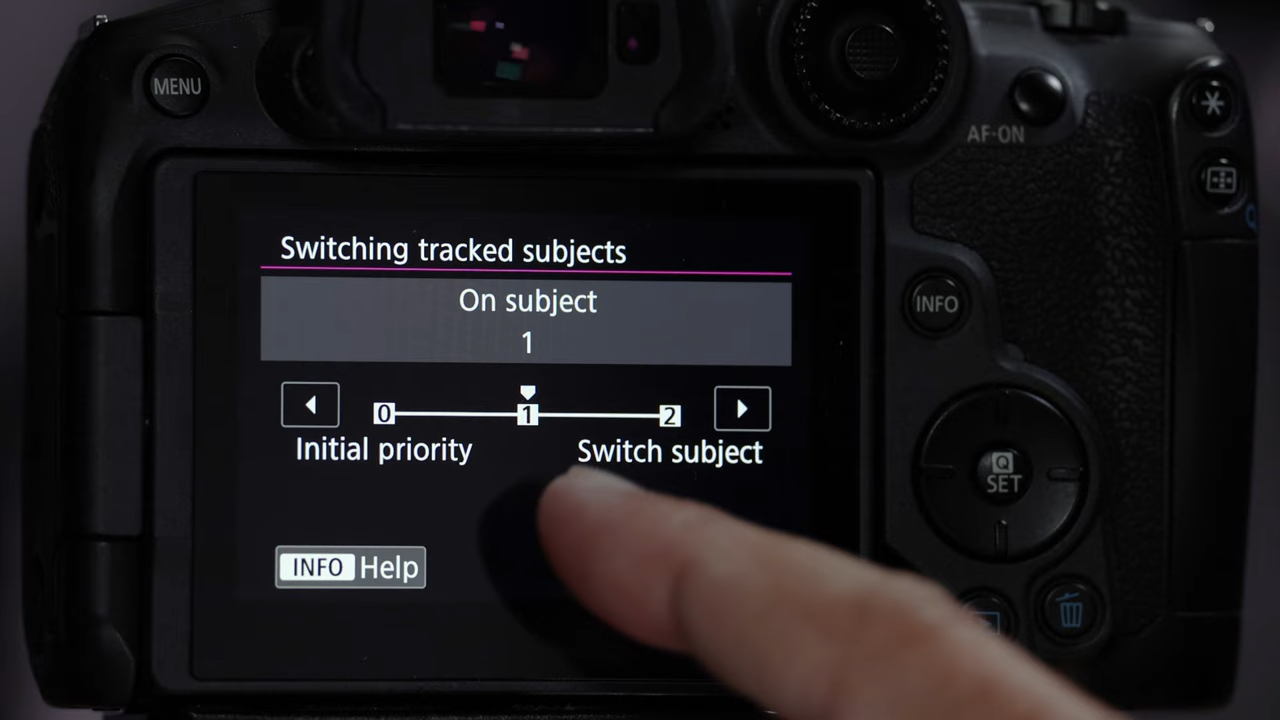 MENU
AF-ON
Switching tracked subjects
On subject
1
INFO
0 1 2
Initial priority Switch subject
Q
SET
INFO Help